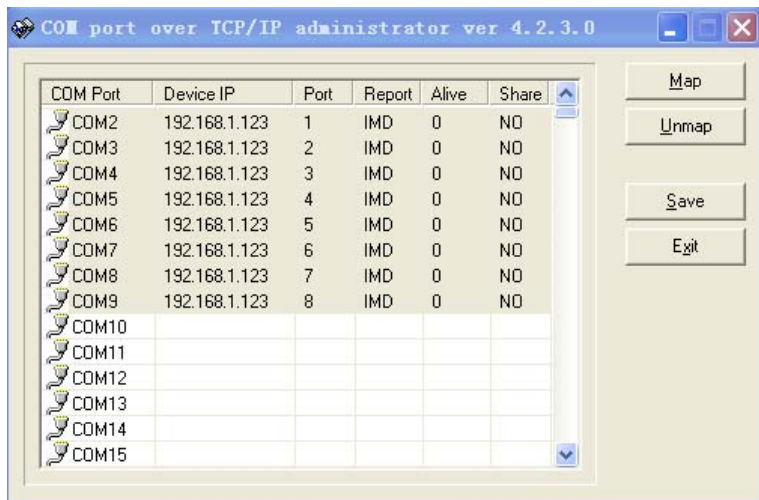 COM port over TCP/IP administrator ver 4.2.3.0
COM Port Device IP Port Report Alive Share
COM2 192.168.1.123 1 IMD 0 NO
COM3 192.168.1.123 2 IMD 0 NO
COM4 192.168.1.123 3 IMD 0 NO
COM5 192.168.1.123 4 IMD 0 NO
COM6 192.168.1.123 5 IMD 0 NO
COM7 192.168.1.123 6 IMD 0 NO
COM8 192.168.1.123 7 IMD 0 NO
COM9 192.168.1.123 8 IMD 0 NO
COM10
COM11
COM12
COM13
COM14
COM15
Map
Unmap
Save
Exit